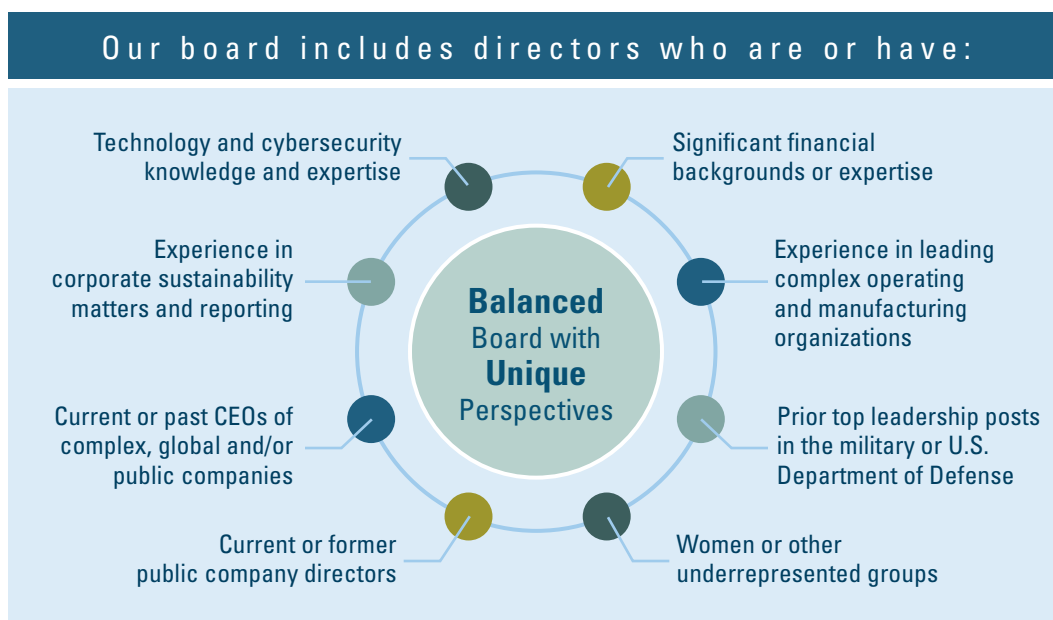 Our board includes directors who are or have:
Technology and cybersecurity
knowledge and expertise
Significant financial
backgrounds or expertise
Experience in
corporate sustainability
matters and reporting
Experience in leading
complex operating
and manufacturing
organizations
Balanced
Board with
Unique
Perspectives
Current or past CEOs of
complex, global and/or
public companies
Prior top leadership posts
in the military or U.S.
Department of Defense
Current or former
public company directors
Women or other
underrepresented groups